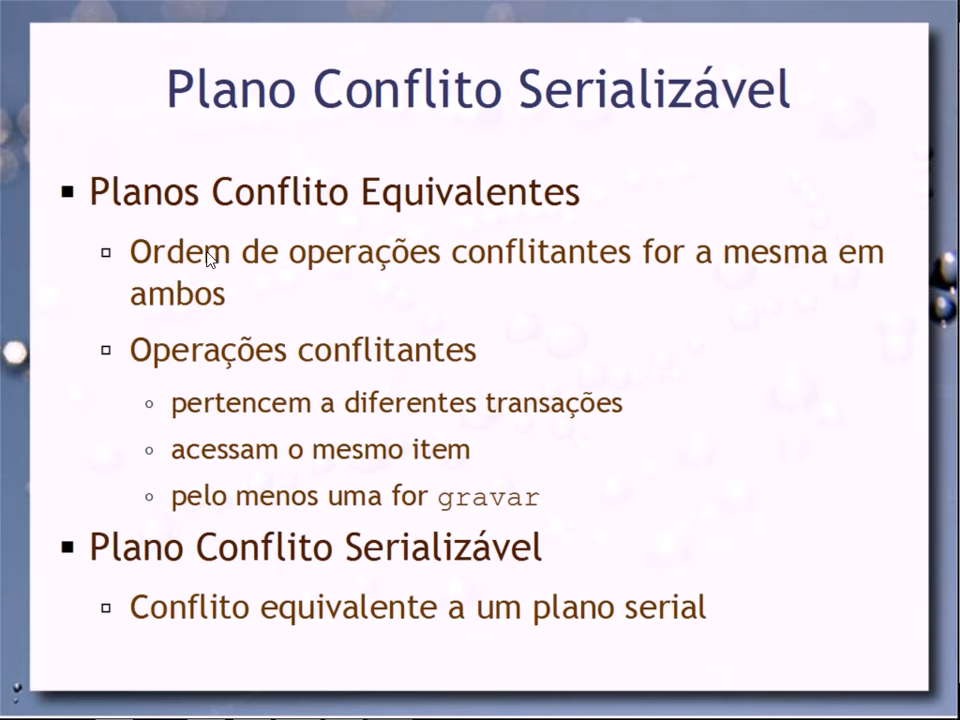 Plano Conflito Serializável
Planos Conflito Equivalentes
Ordem de operações conflitantes for a mesma em
ambos
Operações conflitantes
pertencem a diferentes transações
acessam o mesmo item
pelo menos uma for gravar
Plano Conflito Serializável
Conflito equivalente a um plano serial